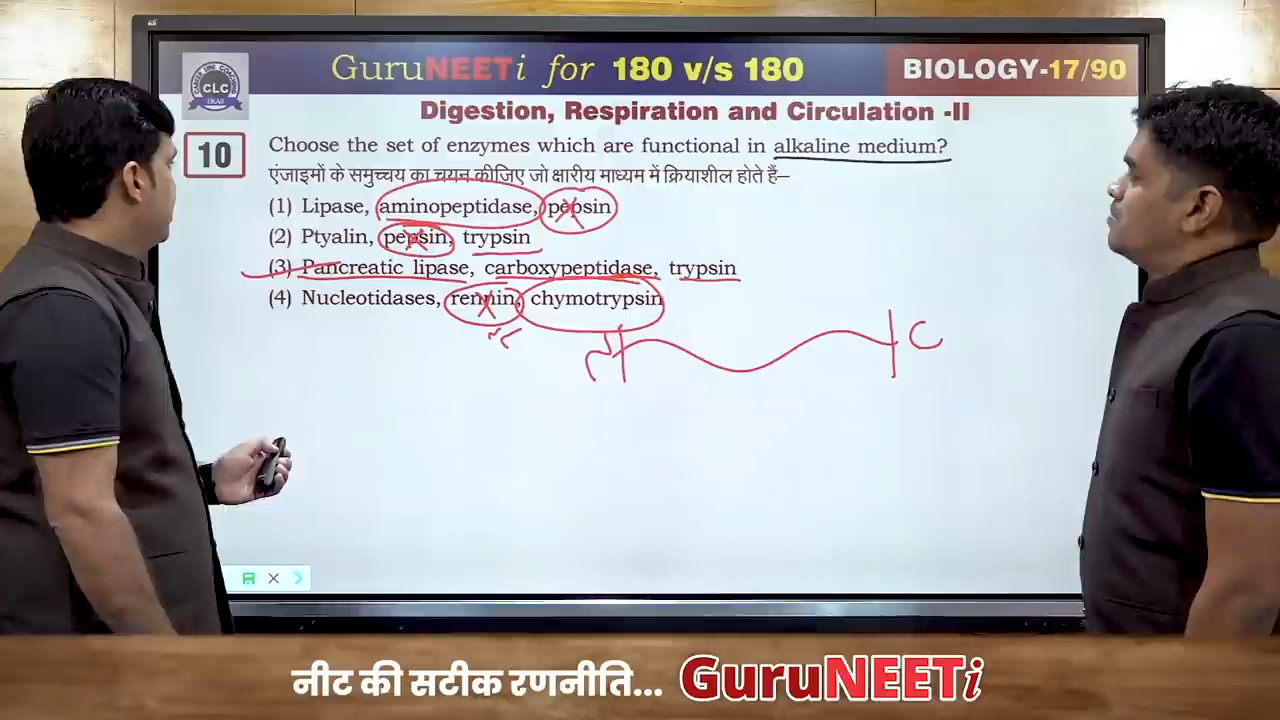 CLC
SIKAR
GuruNEETi for 180 v/s 180
BIOLOGY-17/90
Digestion, Respiration and Circulation -II
10
Choose the set of enzymes which are functional in alkaline medium?
एंजाइमों के समुच्चय का चयन कीजिए जो क्षारीय माध्यम में क्रियाशील होते हैं–
(1) Lipase, aminopeptidase, pepsin
(2) Ptyalin, pepsin, trypsin
(3) Pancreatic lipase, carboxypeptidase, trypsin
(4) Nucleotidases, rennin, chymotrypsin
C
नीट की सटीक रणनीति... GuruNEETi